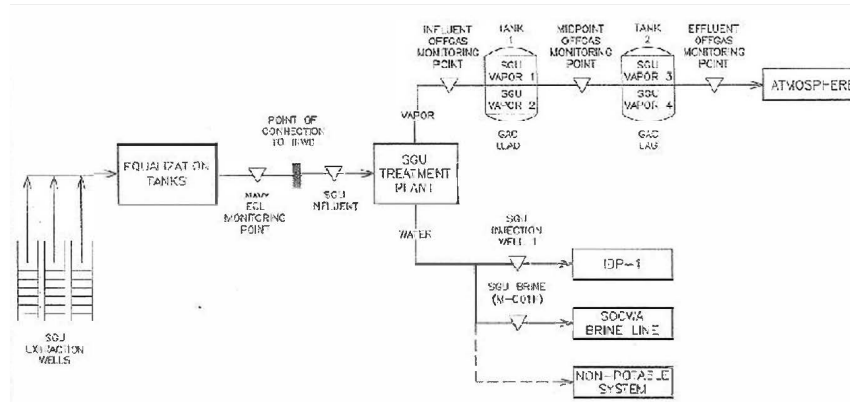 INFLUENT
OFFGAS
MONITORING
POINT
TANK
1
MIDPOINT
OFFGAS
MONITORING
POINT
TANK
2
EFFLUENT
OFFGAS
MONITORING
POINT
SGU
VAPOR 1
SGU
VAPOR 2
SGU
VAPOR 3
SGU
VAPOR 4
ATMOSPHERE
GAC
LEAD
GAC
LAG
VAPOR
POINT OF
CONNECTION
TO IRWD
EQUALIZATION
TANKS
SGU
TREATMENT
PLANT
NAVY
EQL
MONITORING
POINT
SGU
INFLUENT
WATER
SGU
INJECTION
WELL 1
IDP-1
SGU BRINE
(M-001F)
SOCWA
BRINE LINE
SGU
EXTRACTION
WELLS
NON-POTABLE
SYSTEM